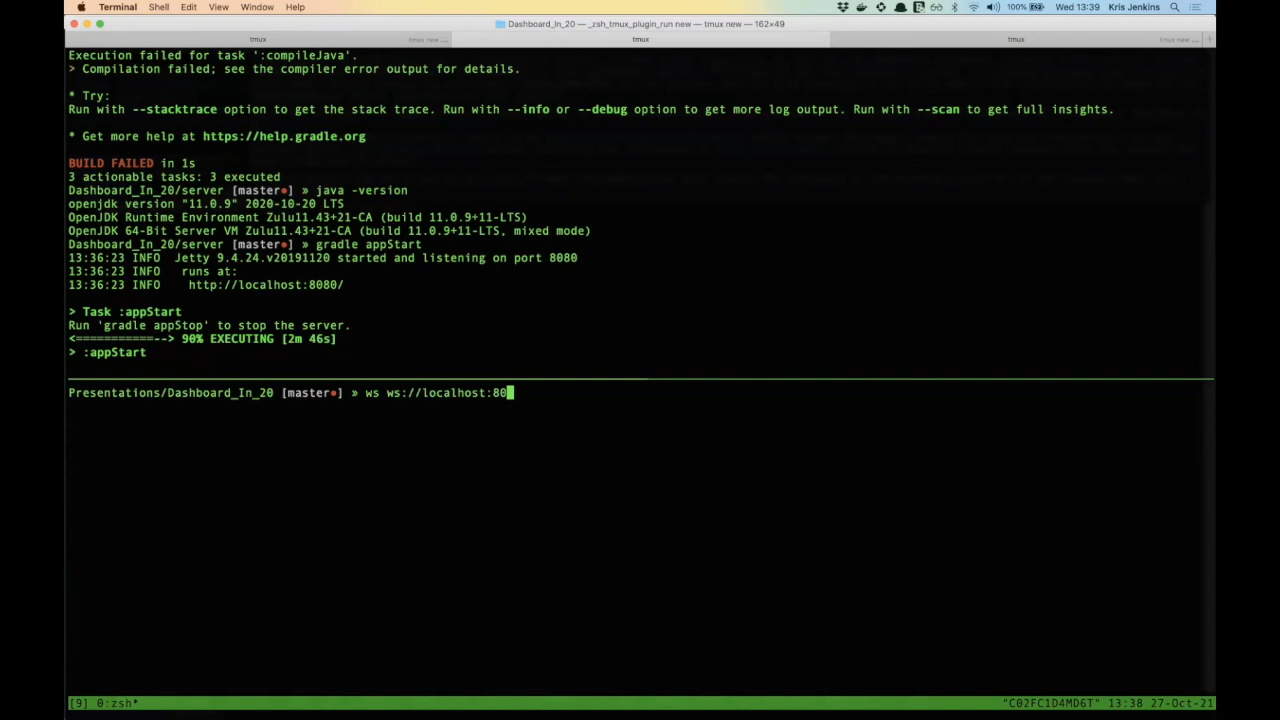 Terminal Shell Edit View Window Help 100% Wed 13:39 Kris Jenkins
Dashboard_In_20 — _zsh_tmux_plugin_run new — tmux new — 162×49
tmux tmux new ... tmux tmux tmux new ... +
Execution failed for task ':compileJava'.
> Compilation failed; see the compiler error output for details.
* Try:
Run with --stacktrace option to get the stack trace. Run with --info or --debug option to get more log output. Run with --scan to get full insights.
* Get more help at https://help.gradle.org
BUILD FAILED in 1s
3 actionable tasks: 3 executed
Dashboard_In_20/server [master●] » java -version
openjdk version "11.0.9" 2020-10-20 LTS
OpenJDK Runtime Environment Zulu11.43+21-CA (build 11.0.9+11-LTS)
OpenJDK 64-Bit Server VM Zulu11.43+21-CA (build 11.0.9+11-LTS, mixed mode)
Dashboard_In_20/server [master●] » gradle appStart
13:36:23 INFO  Jetty 9.4.24.v20191120 started and listening on port 8080
13:36:23 INFO   runs at:
13:36:23 INFO    http://localhost:8080/
> Task :appStart
Run 'gradle appStop' to stop the server.
<===========--> 90% EXECUTING [2m 46s]
> :appStart
Presentations/Dashboard_In_20 [master●] » ws ws://localhost:80
[9] 0:zsh* "C02FC1D4MD6T" 13:38 27-Oct-21